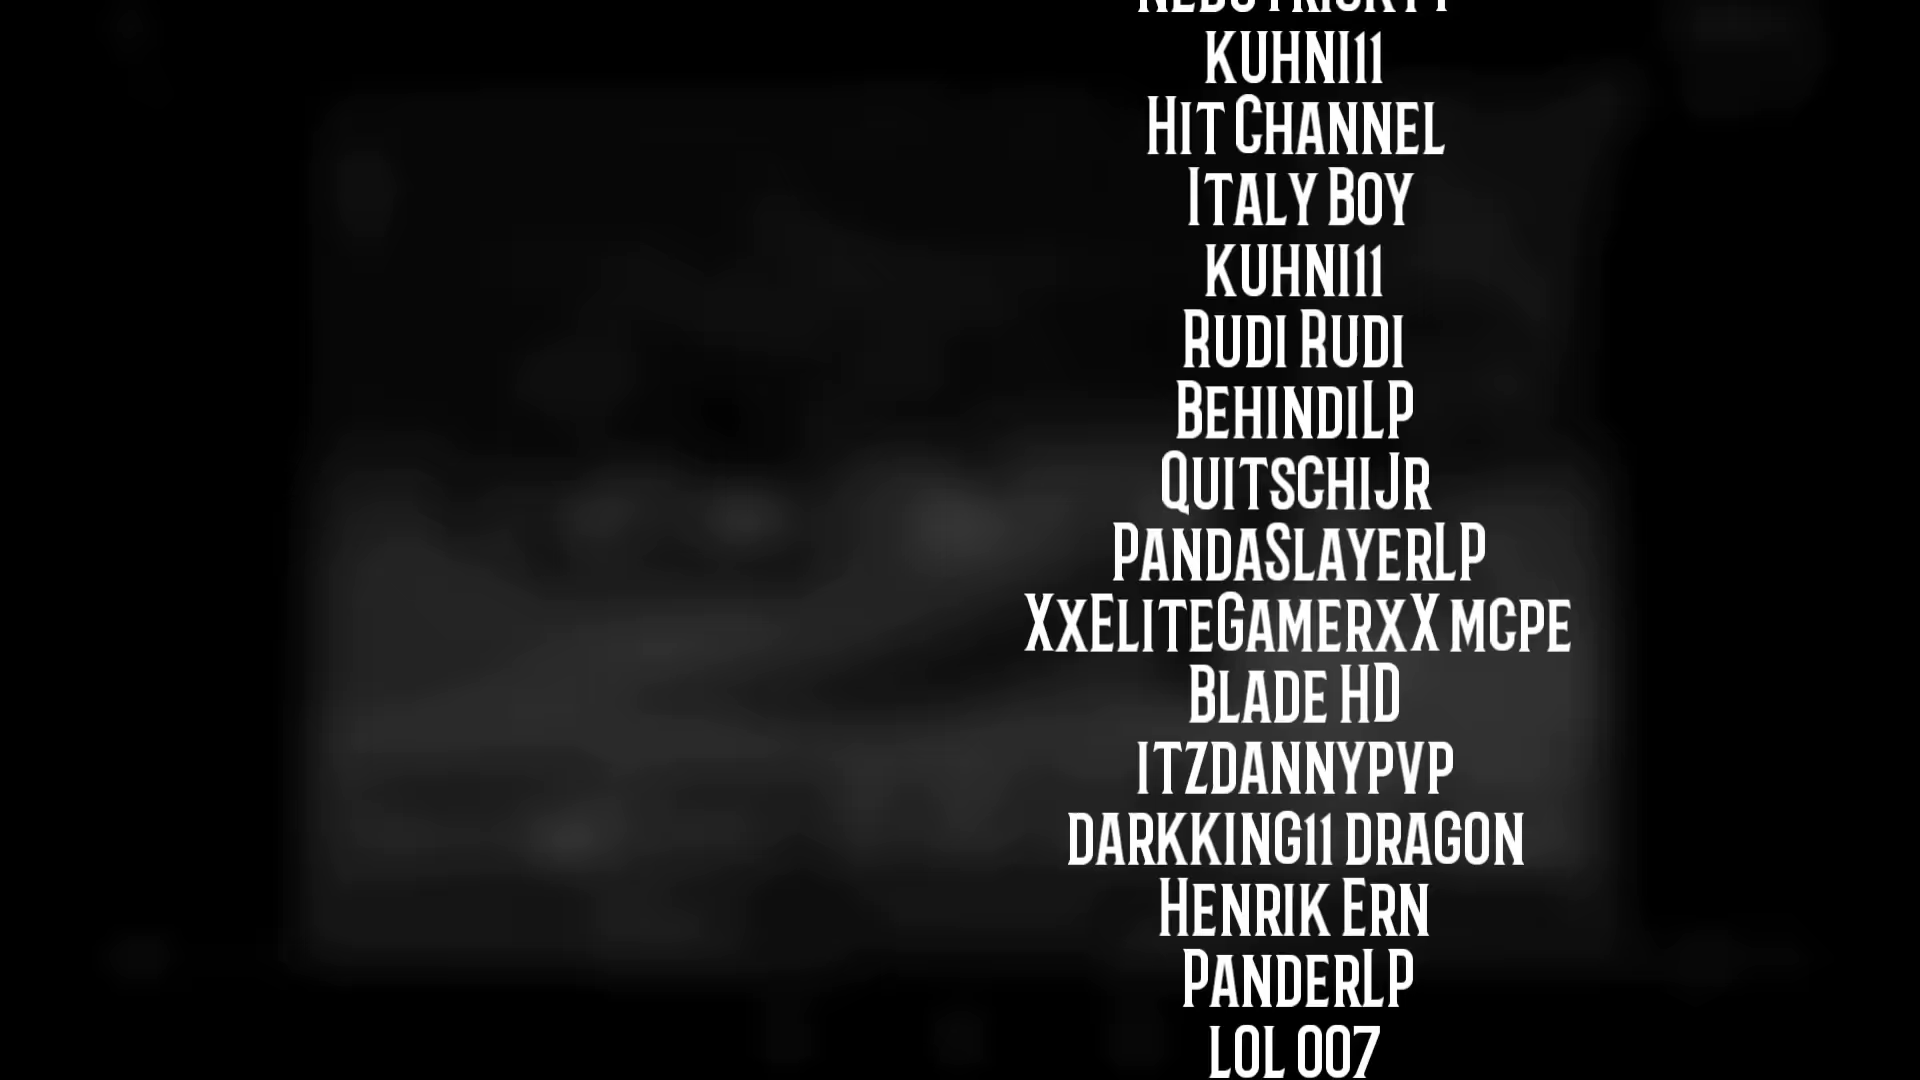 KUHNI11
Hit Channel
Italy Boy
KUHNI11
Rudi Rudi
BehindiLP
QuitschiJr
PandaSlayerLP
XxEliteGamerxX mcpe
Blade HD
itzdannypvp
darkking11 dragon
Henrik Ern
PanderLP
lol 007